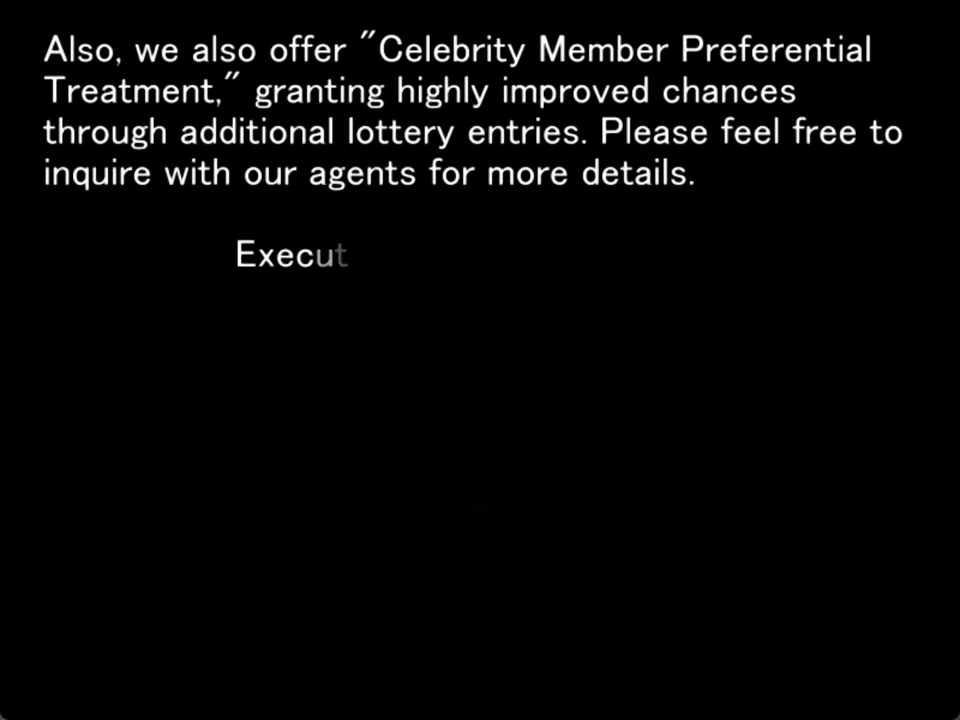 Also, we also offer "Celebrity Member Preferential
Treatment," granting highly improved chances
through additional lottery entries. Please feel free to
inquire with our agents for more details.
Execut